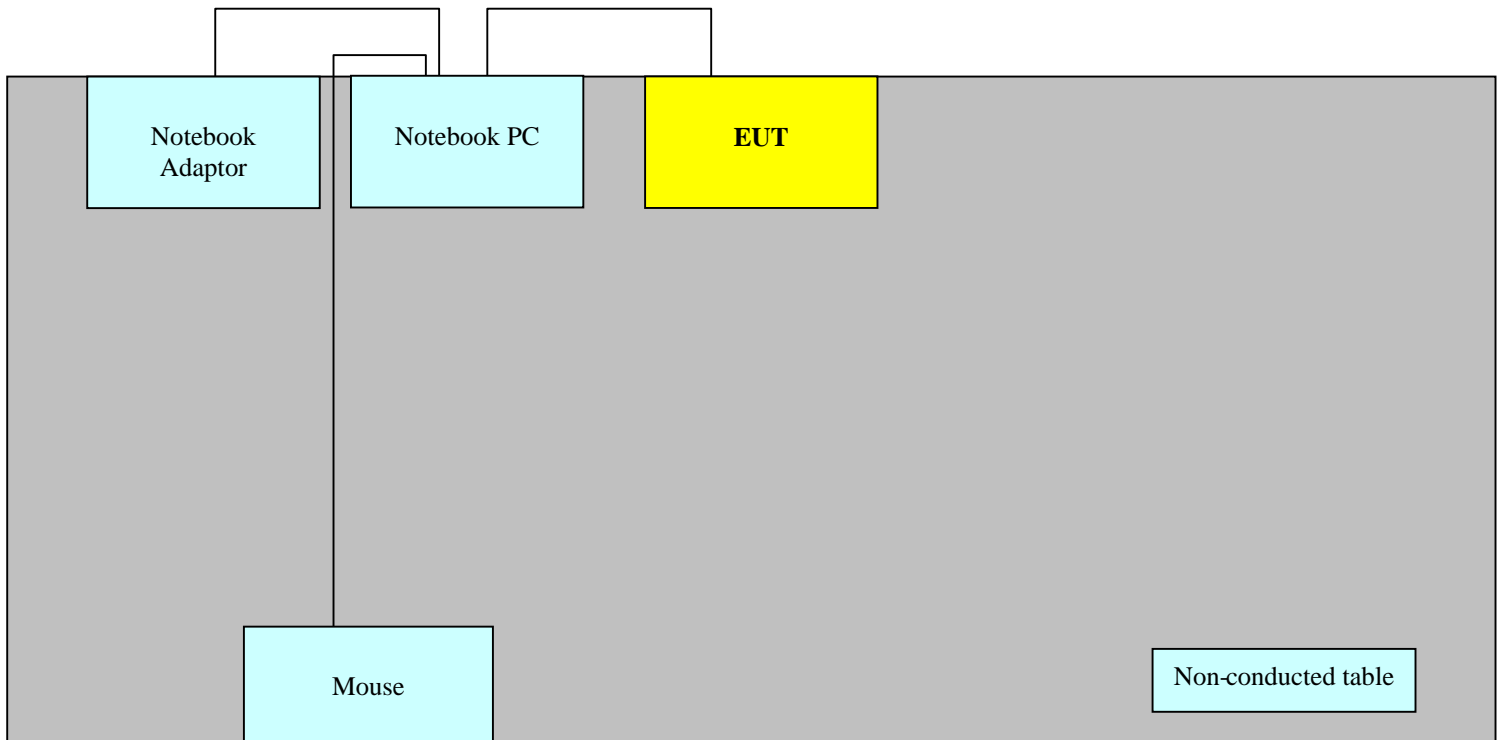 Notebook
Adaptor
Notebook PC
EUT
Mouse
Non-conducted table